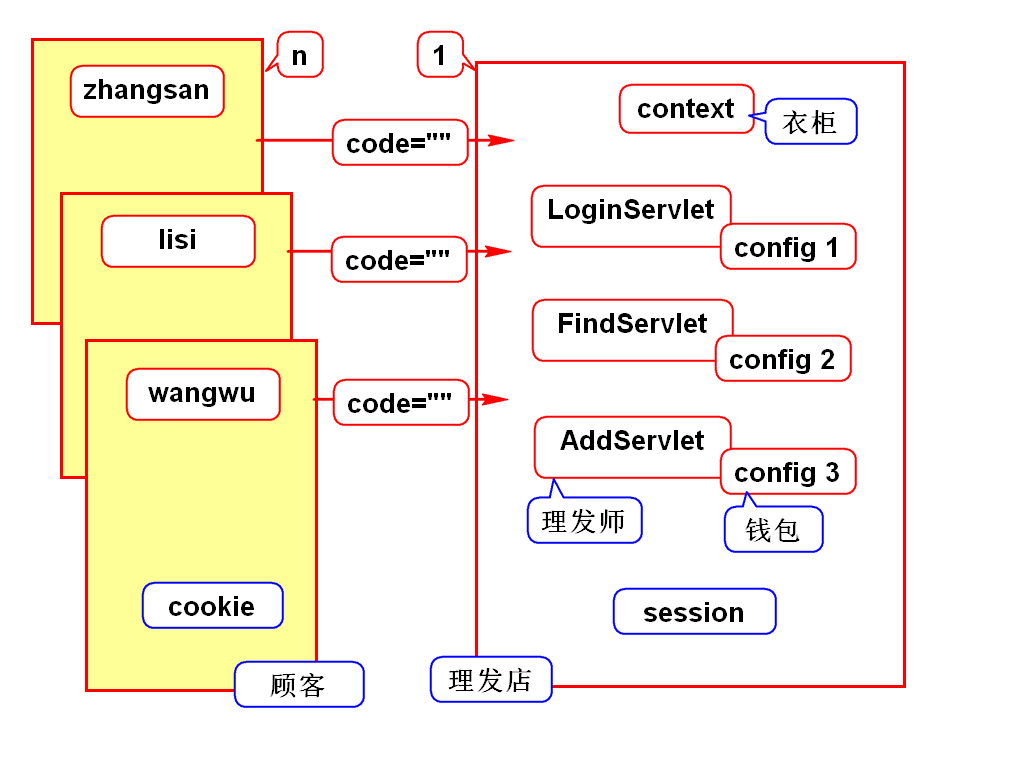 n
1
zhangsan
context
衣柜
code=""
LoginServlet
lisi
config 1
code=""
FindServlet
config 2
wangwu
code=""
AddServlet
config 3
理发师
钱包
cookie
session
顾客
理发店